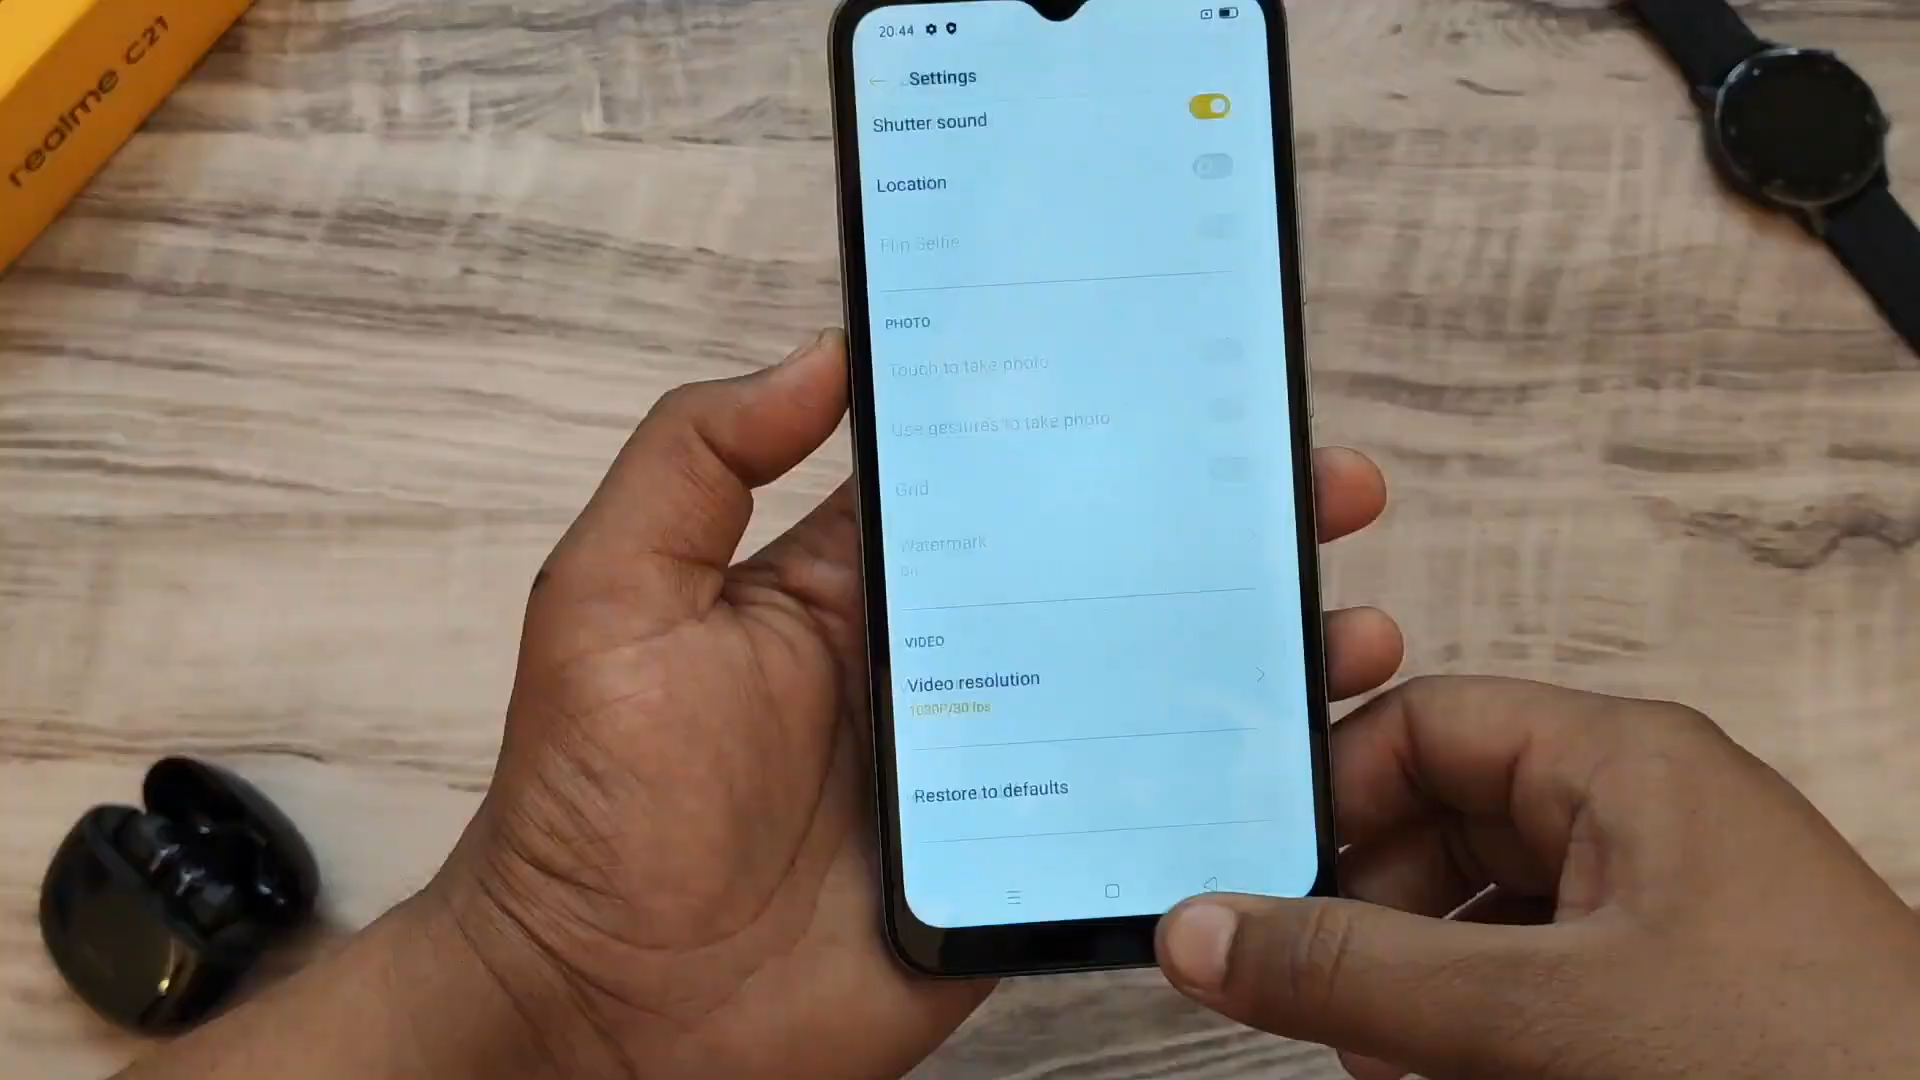 realme C21
20:44
Settings
Shutter sound
Location
Flip Selfie
PHOTO
Touch to take photo
Use gestures to take photo
Grid
Watermark
On
VIDEO
Video resolution
1080P/30 fps
Restore to defaults